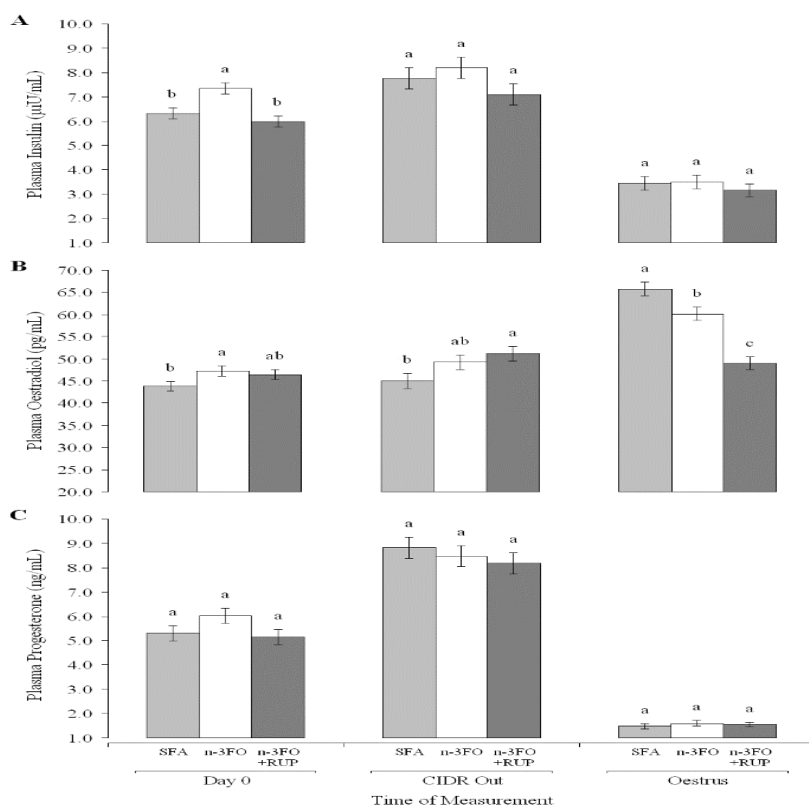 A
Plasma Insulin (µiU/mL)
10.0
9.0
8.0
7.0
6.0
5.0
4.0
3.0
2.0
1.0
b a b
a a a
a a a
B
Plasma Oestradiol (pg/mL)
70.0
65.0
60.0
55.0
50.0
45.0
40.0
35.0
30.0
25.0
20.0
b a ab
b ab a
a b c
C
Plasma Progesterone (ng/mL)
10.0
9.0
8.0
7.0
6.0
5.0
4.0
3.0
2.0
1.0
a a a
a a a
a a a
SFA n-3FO n-3FO SFA n-3FO n-3FO SFA n-3FO n-3FO
+RUP +RUP +RUP
Day 0 CIDR Out Oestrus
Time of Measurement